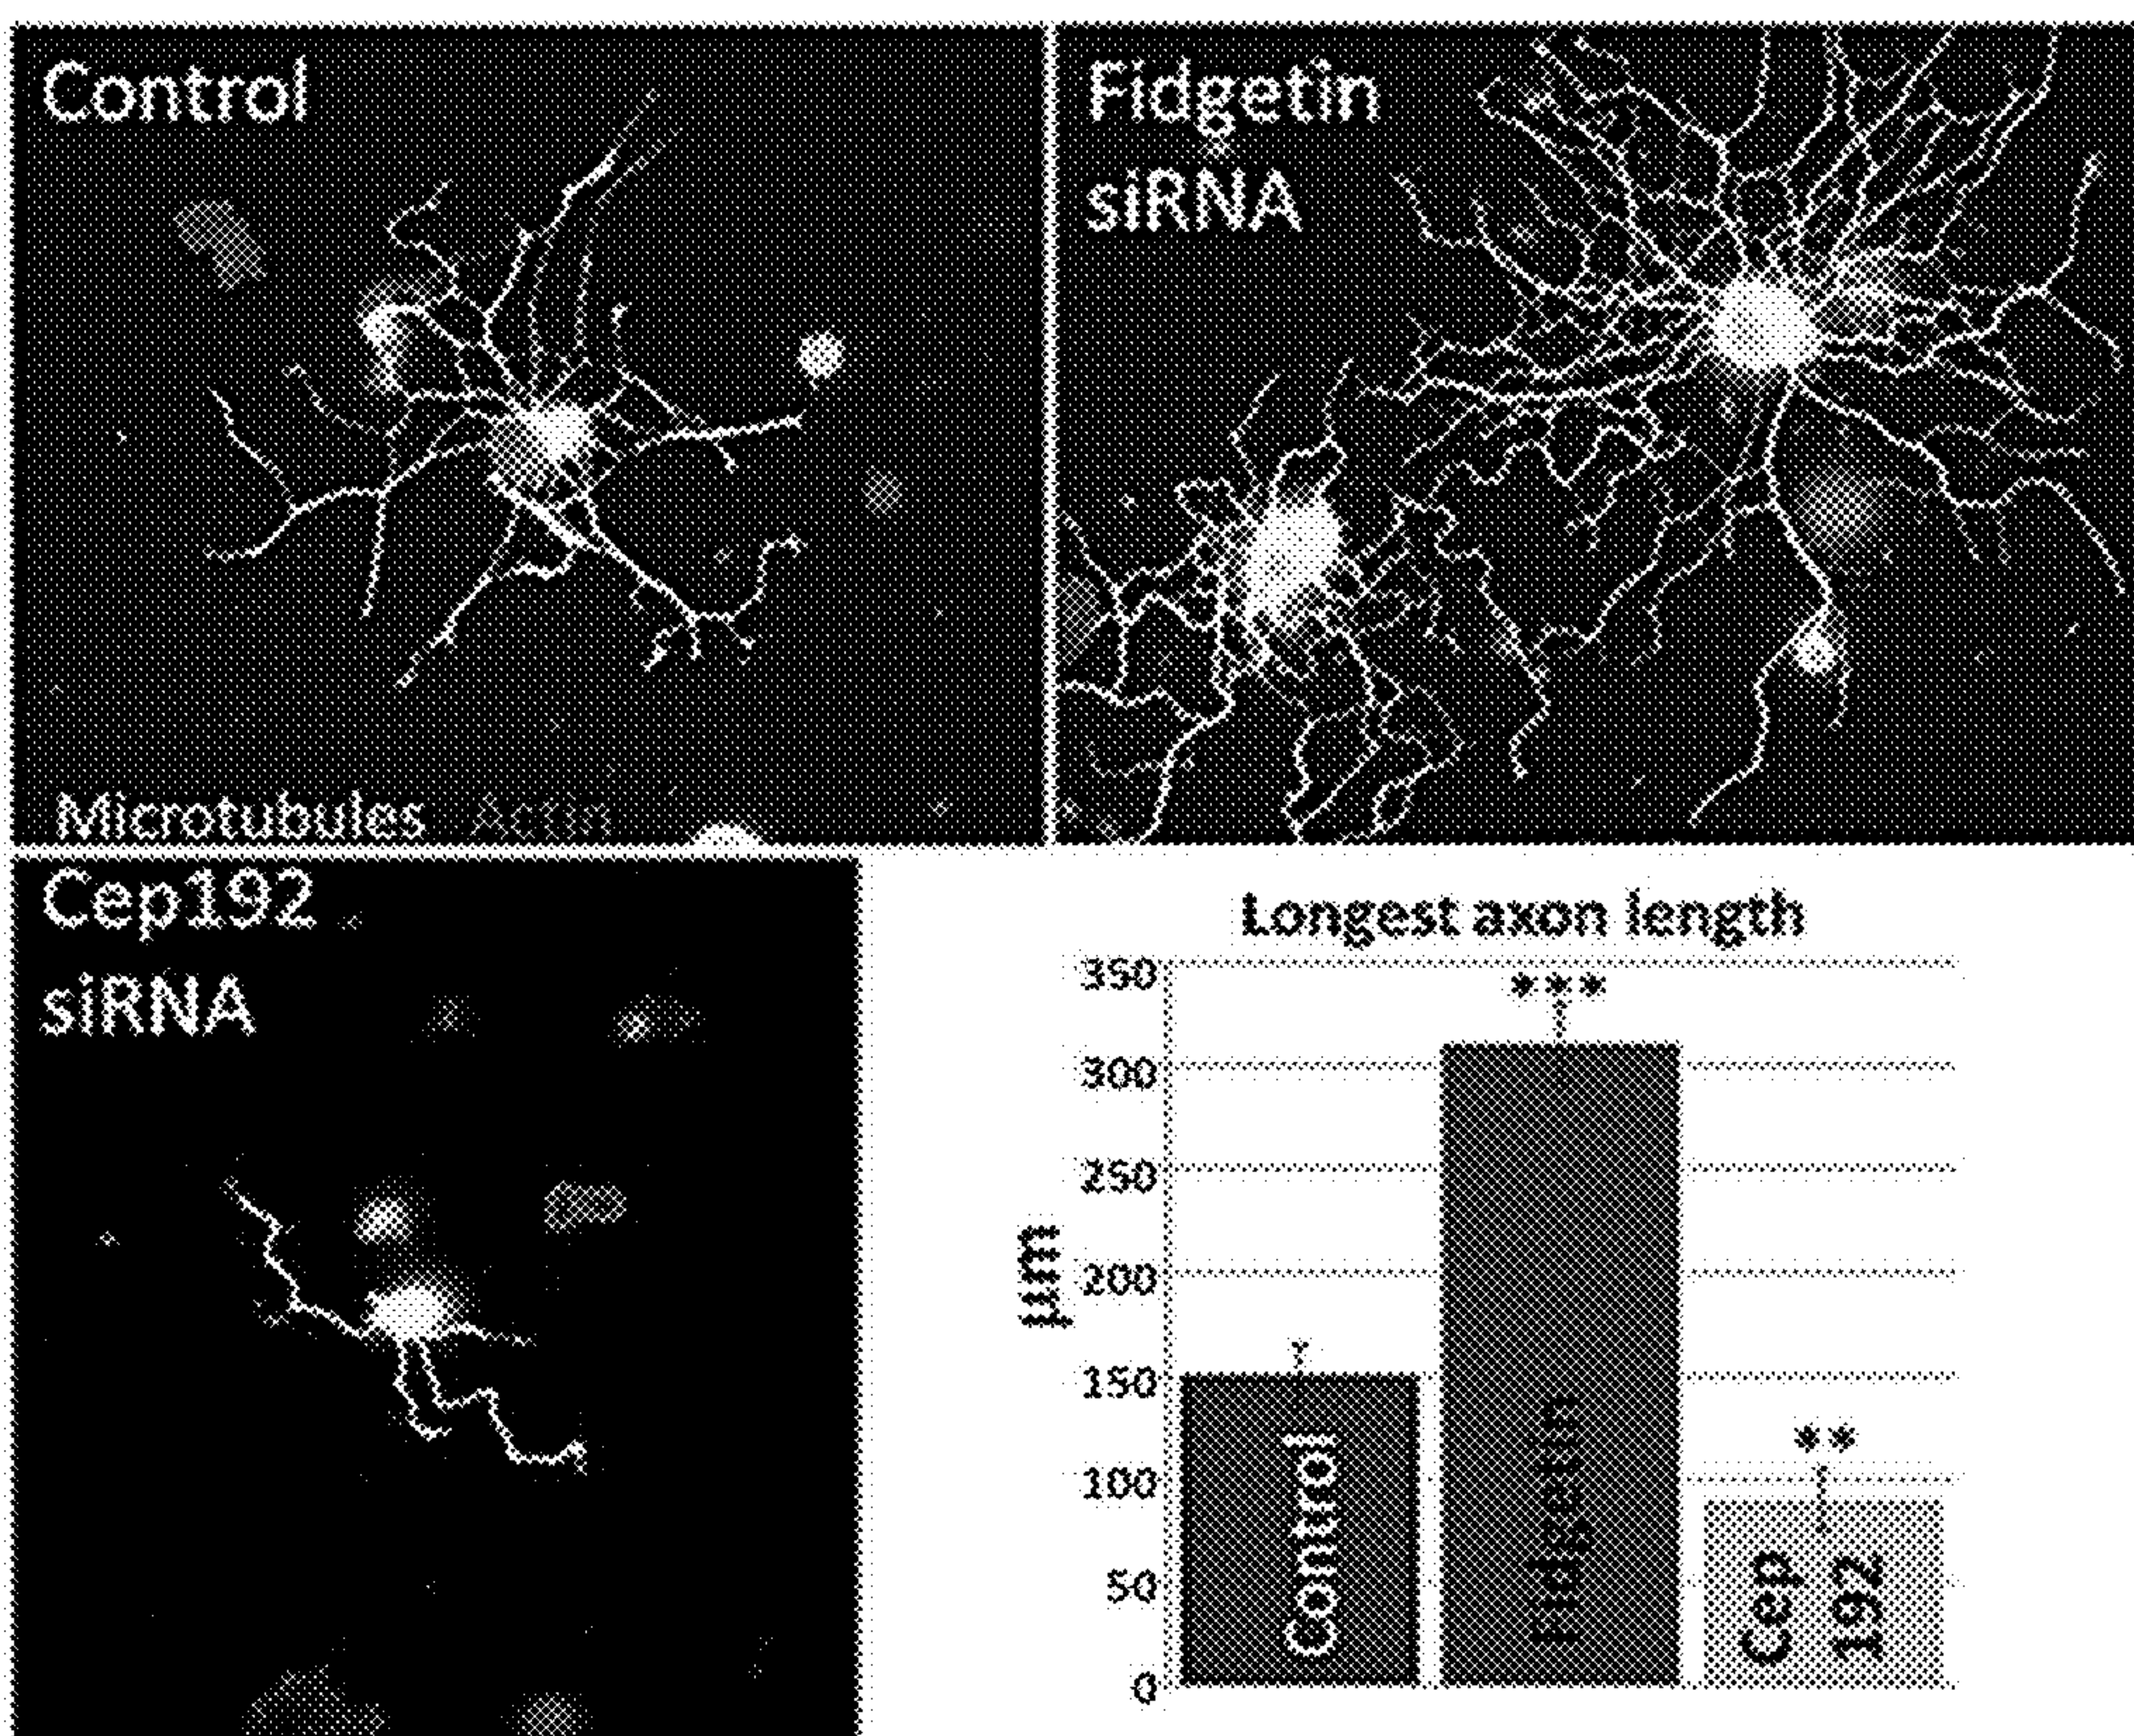 Control
Fidgetin
siRNA
Microtubules Actin
Cep192
siRNA
Longest axon length
350
***
300
250
200
µm
150
100
**
50
0
Control
Fidgetin
Cep
192